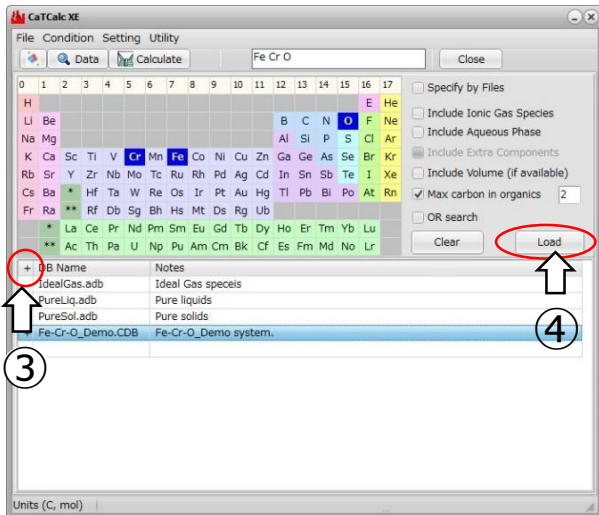 CaTCalc XE
File Condition Setting Utility
Data Calculate Fe Cr O Close
0 1 2 3 4 5 6 7 8 9 10 11 12 13 14 15 16 17
H E He
Li Be B C N O F Ne
Na Mg Al Si P S Cl Ar
K Ca Sc Ti V Cr Mn Fe Co Ni Cu Zn Ga Ge As Se Br Kr
Rb Sr Y Zr Nb Mo Tc Ru Rh Pd Ag Cd In Sn Sb Te I Xe
Cs Ba * Hf Ta W Re Os Ir Pt Au Hg Tl Pb Bi Po At Rn
Fr Ra ** Rf Db Sg Bh Hs Mt Ds Rg Ub
* La Ce Pr Nd Pm Sm Eu Gd Tb Dy Ho Er Tm Yb Lu
** Ac Th Pa U Np Pu Am Cm Bk Cf Es Fm Md No Lr
Specify by Files
Include Ionic Gas Species
Include Aqueous Phase
Include Extra Components
Include Volume (if available)
Max carbon in organics 2
OR search
Clear Load
+ DB Name Notes
IdealGas.adb Ideal Gas speceis
PureLiq.adb Pure liquids
PureSol.adb Pure solids
+ Fe-Cr-O_Demo.CDB Fe-Cr-O_Demo system.
③
④
Units (C, mol)